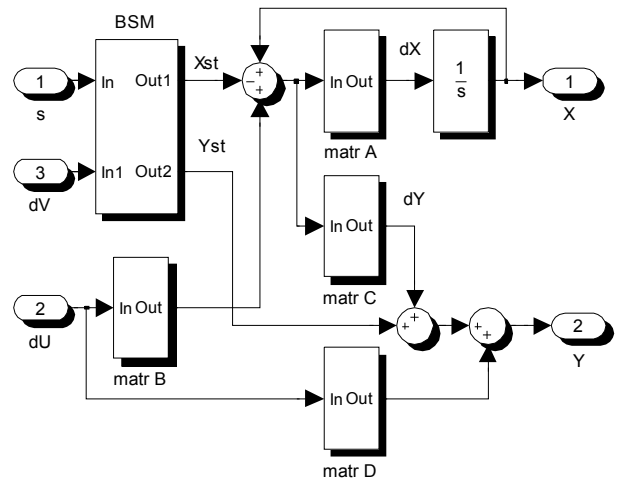 BSM
1
s
3
dV
2
dU
In Out1
In1 Out2
Xst
Yst
+
−
+
In Out
matr A
dX
1
s
1
X
In Out
matr B
In Out
matr C
dY
+
+
+
+
2
Y
In Out
matr D